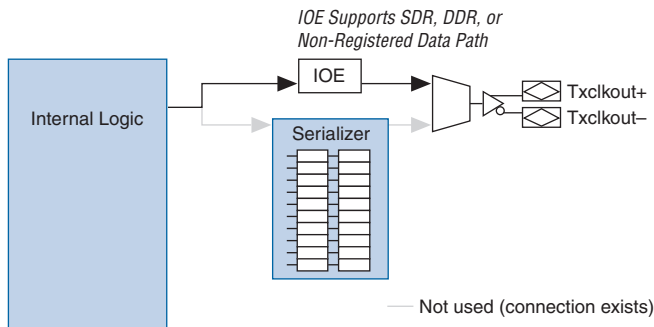 IOE Supports SDR, DDR, or
Non-Registered Data Path
IOE
Internal Logic
Txclkout+
Txclkout–
Serializer
Not used (connection exists)